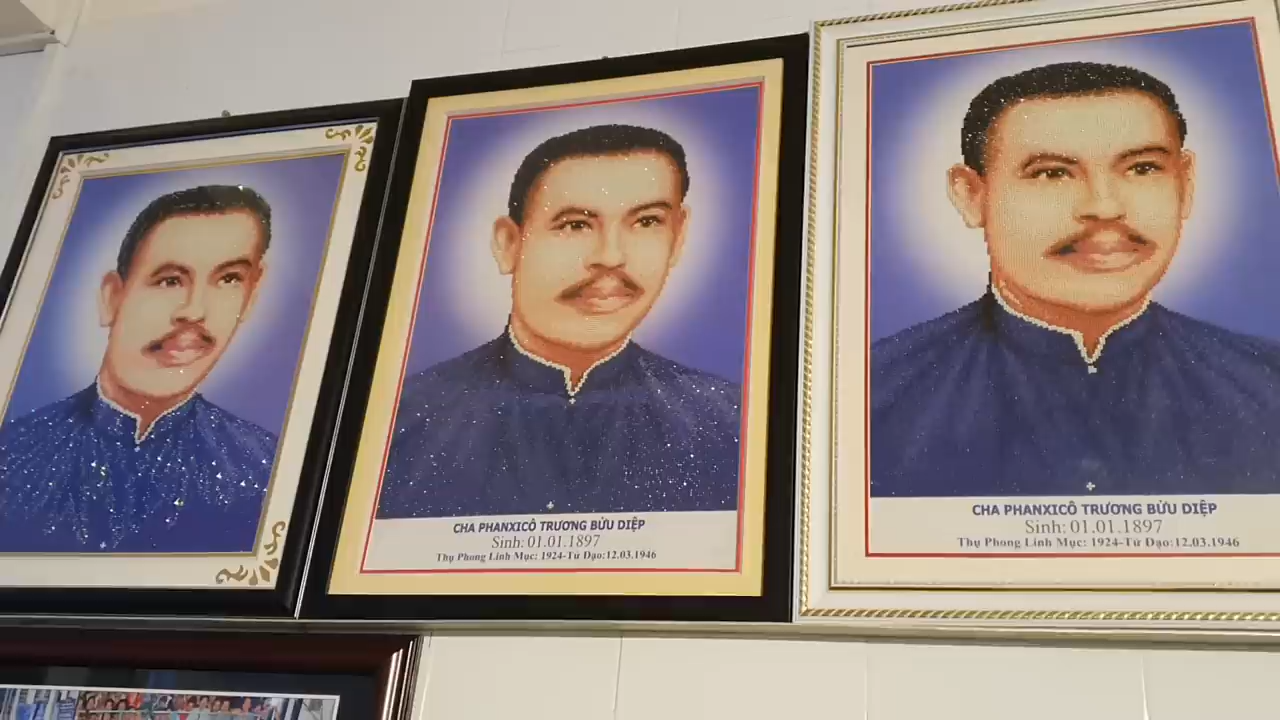 CHA PHANXICÔ TRƯƠNG BỬU DIỆP
Sinh: 01.01.1897
Thụ Phong Linh Mục: 1924-Tử Đạo:12.03.1946
CHA PHANXICÔ TRƯƠNG BỬU DIỆP
Sinh: 01.01.1897
Thụ Phong Linh Mục: 1924-Tử Đạo:12.03.1946